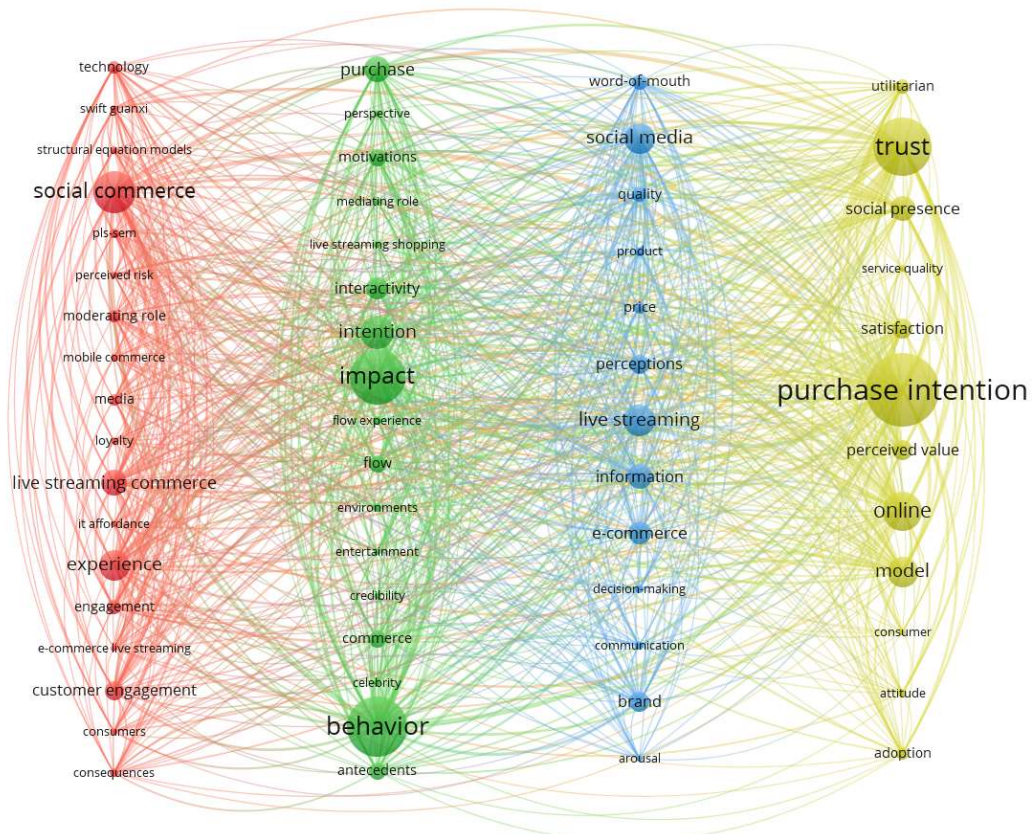 technology
swift guanxi
structural equation models
social commerce
pls-sem
perceived risk
moderating role
mobile commerce
media
loyalty
live streaming commerce
it affordance
experience
engagement
e-commerce live streaming
customer engagement
consumers
consequences
purchase
perspective
motivations
mediating role
live streaming shopping
interactivity
intention
impact
flow experience
flow
environments
entertainment
credibility
commerce
celebrity
behavior
antecedents
word-of-mouth
social media
quality
product
price
perceptions
live streaming
information
e-commerce
decision-making
communication
brand
arousal
utilitarian
trust
social presence
service quality
satisfaction
purchase intention
perceived value
online
model
consumer
attitude
adoption